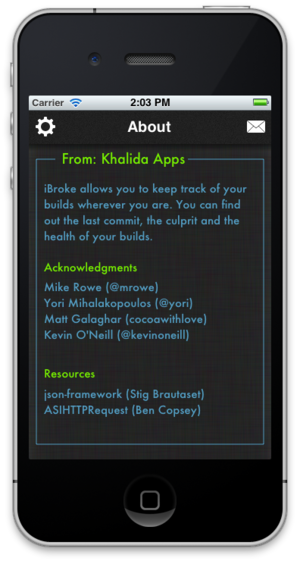 Carrier 2:03 PM
About
From: Khalida Apps
iBroke allows you to keep track of your
builds wherever you are. You can find
out the last commit, the culprit and the
health of your builds.
Acknowledgments
Mike Rowe (@mrowe)
Yori Mihalakopoulos (@yori)
Matt Galaghar (cocoawithlove)
Kevin O'Neill (@kevinoneill)
Resources
json-framework (Stig Brautaset)
ASIHTTPRequest (Ben Copsey)